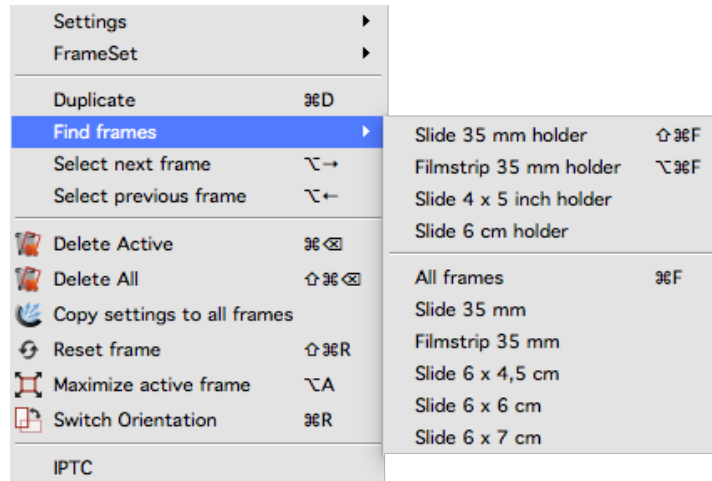 Settings
FrameSet
Duplicate ⌘D
Find frames
Select next frame ⌥→
Select previous frame ⌥←
Delete Active ⌘⌫
Delete All ⇧⌘⌫
Copy settings to all frames
Reset frame ⇧⌘R
Maximize active frame ⌥A
Switch Orientation ⌘R
IPTC
Slide 35 mm holder ⇧⌘F
Filmstrip 35 mm holder ⌥⌘F
Slide 4 x 5 inch holder
Slide 6 cm holder
All frames ⌘F
Slide 35 mm
Filmstrip 35 mm
Slide 6 x 4,5 cm
Slide 6 x 6 cm
Slide 6 x 7 cm